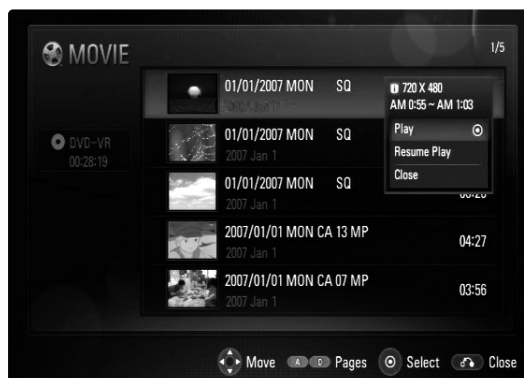 MOVIE
1/5
DVD-VR
00:28:19
01/01/2007 MON SQ
720 X 480
AM 0:55 ~ AM 1:03
Play
Resume Play
Close
01/01/2007 MON SQ
2007 Jan 1
01/01/2007 MON SQ
2007 Jan 1
2007/01/01 MON CA 13 MP
04:27
2007 Jan 1
2007/01/01 MON CA 07 MP
03:56
2007 Jan 1
Move A D Pages Select Close